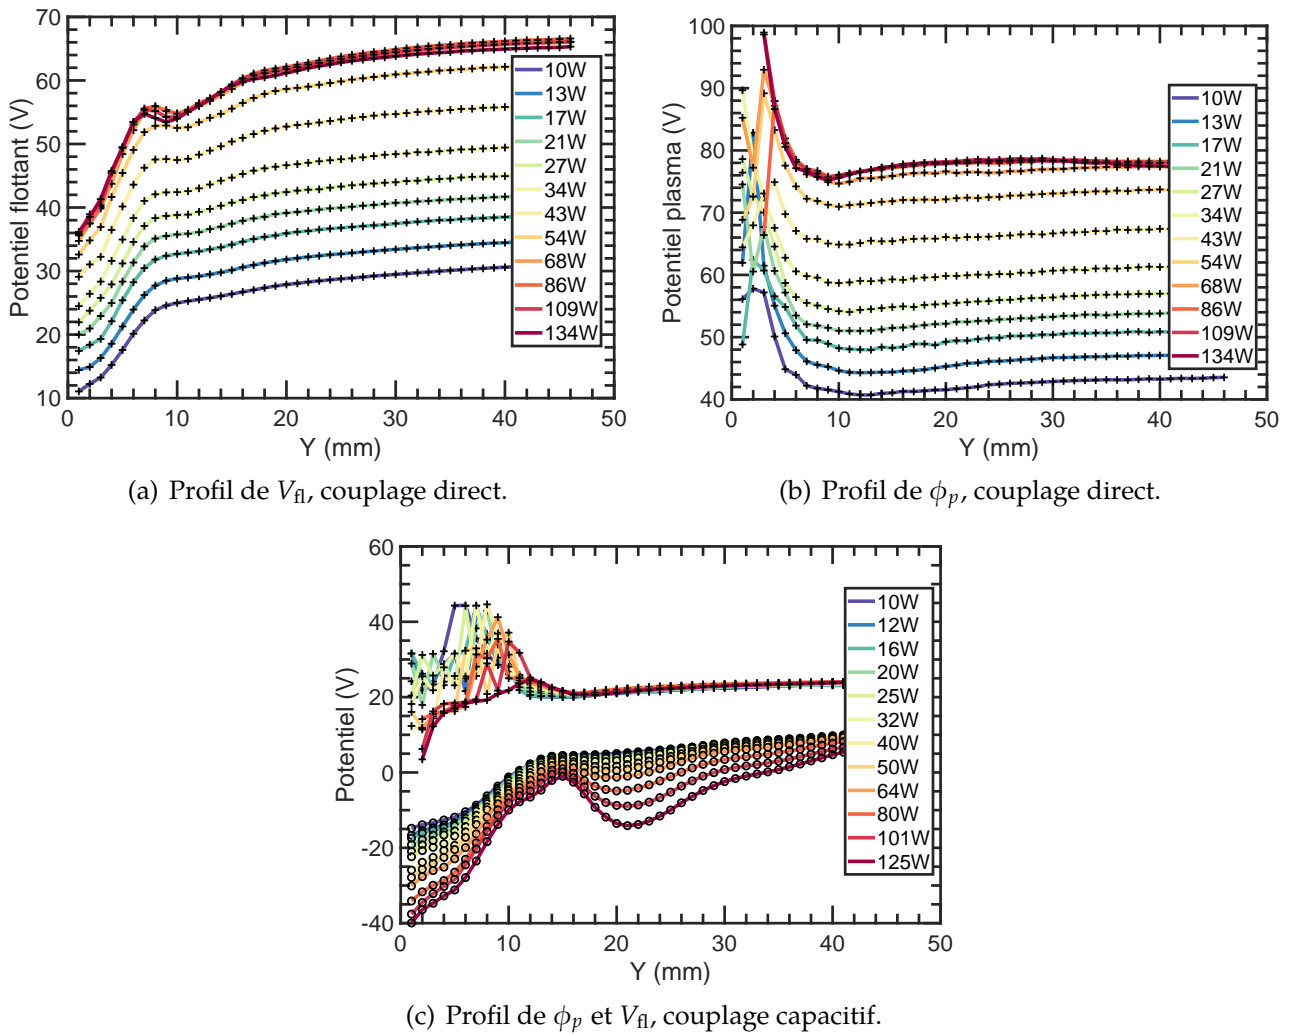 70
60
50
40
30
20
10
0
10
20
30
40
50
Potentiel flottant (V)
Y (mm)
10W
13W
17W
21W
27W
34W
43W
54W
68W
86W
109W
134W
(a) Profil de V_fl, couplage direct.
100
90
80
70
60
50
40
0
10
20
30
40
50
Potentiel plasma (V)
Y (mm)
10W
13W
17W
21W
27W
34W
43W
54W
68W
86W
109W
134W
(b) Profil de ϕ_p, couplage direct.
60
40
20
0
-20
-40
0
10
20
30
40
50
Potentiel (V)
Y (mm)
10W
12W
16W
20W
25W
32W
40W
50W
64W
80W
101W
125W
(c) Profil de ϕ_p et V_fl, couplage capacitif.